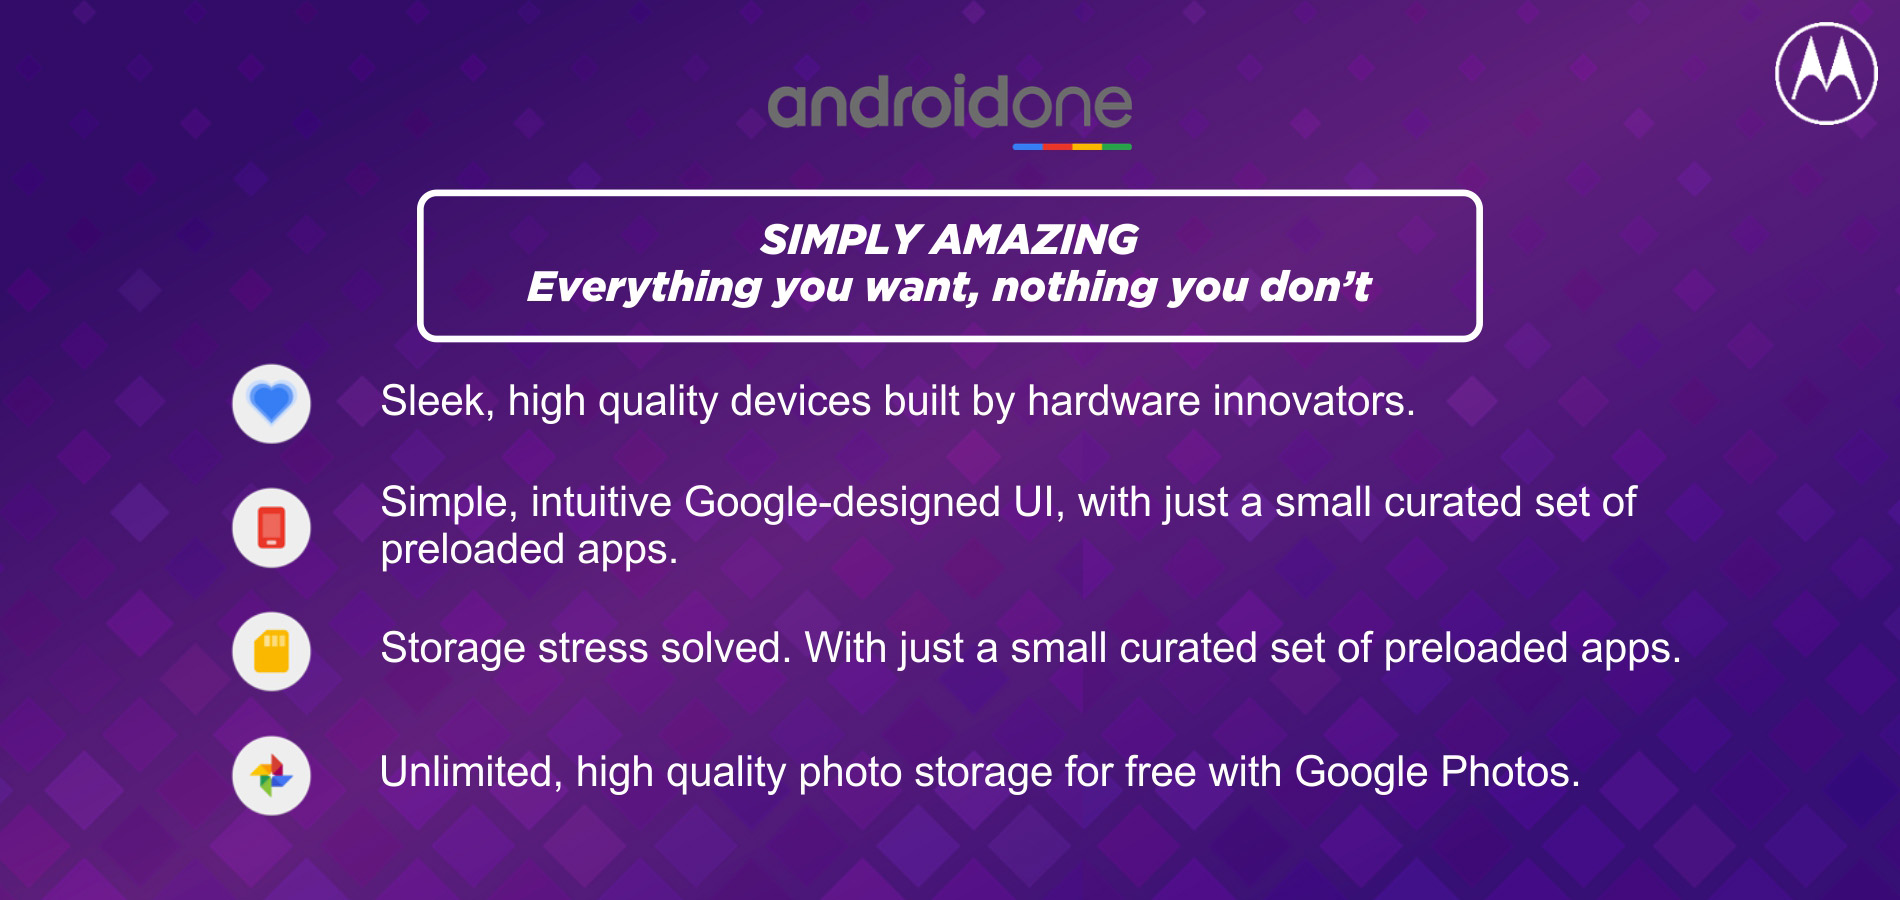 androidone
SIMPLY AMAZING
Everything you want, nothing you don’t
Sleek, high quality devices built by hardware innovators.
Simple, intuitive Google-designed UI, with just a small curated set of
preloaded apps.
Storage stress solved. With just a small curated set of preloaded apps.
Unlimited, high quality photo storage for free with Google Photos.